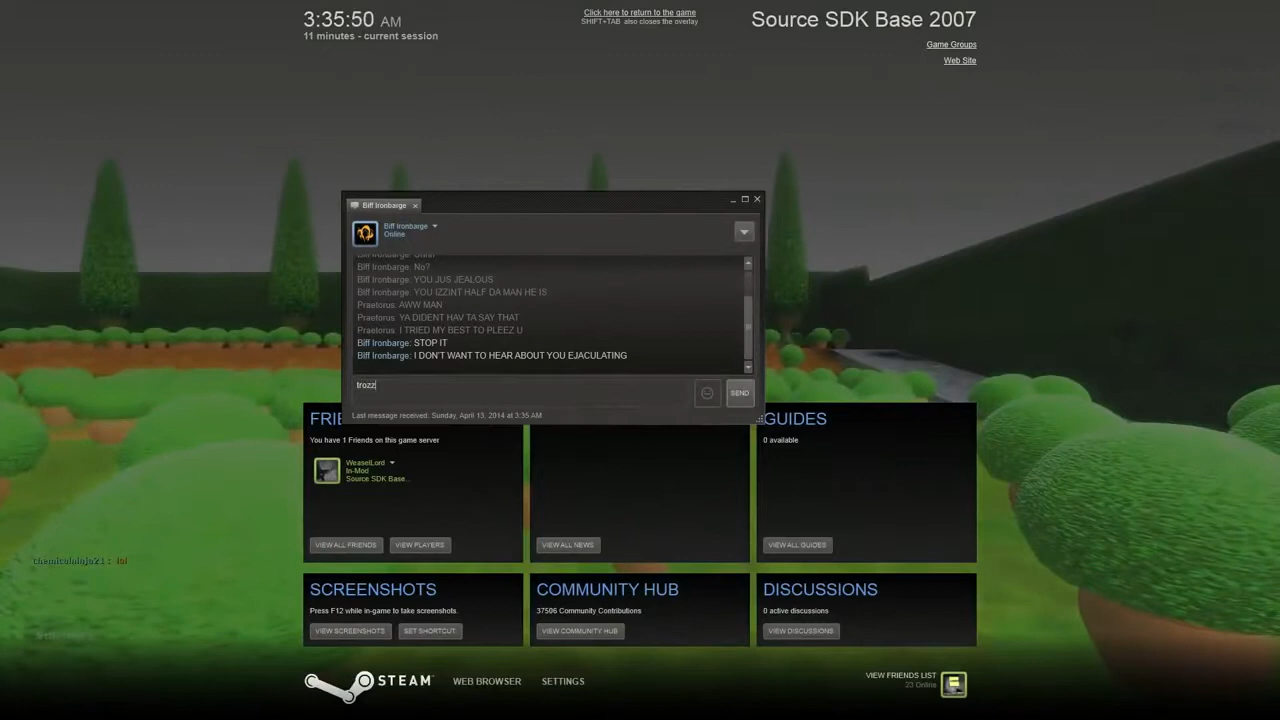 3:35:50 AM
11 minutes - current session
Click here to return to the game
SHIFT+TAB also closes the overlay
Source SDK Base 2007
Game Groups
Web Site
Biff Ironbarge
Biff Ironbarge
Online
Biff Ironbarge:
Biff Ironbarge: No?
Biff Ironbarge: YOU JUS JEALOUS
Biff Ironbarge: YOU IZZINT HALF DA MAN HE IS
Praetorus: AWW MAN
Praetorus: YA DIDENT HAV TA SAY THAT
Praetorus: I TRIED MY BEST TO PLEEZ U
Biff Ironbarge: STOP IT
Biff Ironbarge: I DON'T WANT TO HEAR ABOUT YOU EJACULATING
trozz
SEND
Last message received: Sunday, April 13, 2014 at 3:35 AM
FRIE
You have 1 Friends on this game server
WeaselLord
In-Mod
Source SDK Base...
VIEW ALL FRIENDS
VIEW PLAYERS
VIEW ALL NEWS
GUIDES
0 available
VIEW ALL GUIDES
chemicalninja21: lol
SCREENSHOTS
Press F12 while in-game to take screenshots.
VIEW SCREENSHOTS
SET SHORTCUT
COMMUNITY HUB
37506 Community Contributions
VIEW COMMUNITY HUB
DISCUSSIONS
0 active discussions
VIEW DISCUSSIONS
STEAM
WEB BROWSER
SETTINGS
VIEW FRIENDS LIST
23 Online